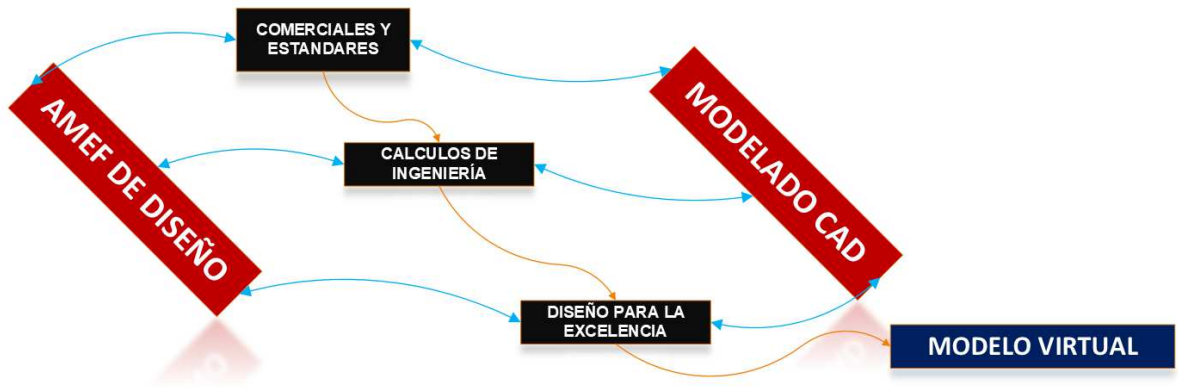 COMERCIALES Y
ESTANDARES
AMEF DE DISEÑO
MODELADO CAD
CALCULOS DE
INGENIERÍA
DISEÑO PARA LA
EXCELENCIA
MODELO VIRTUAL